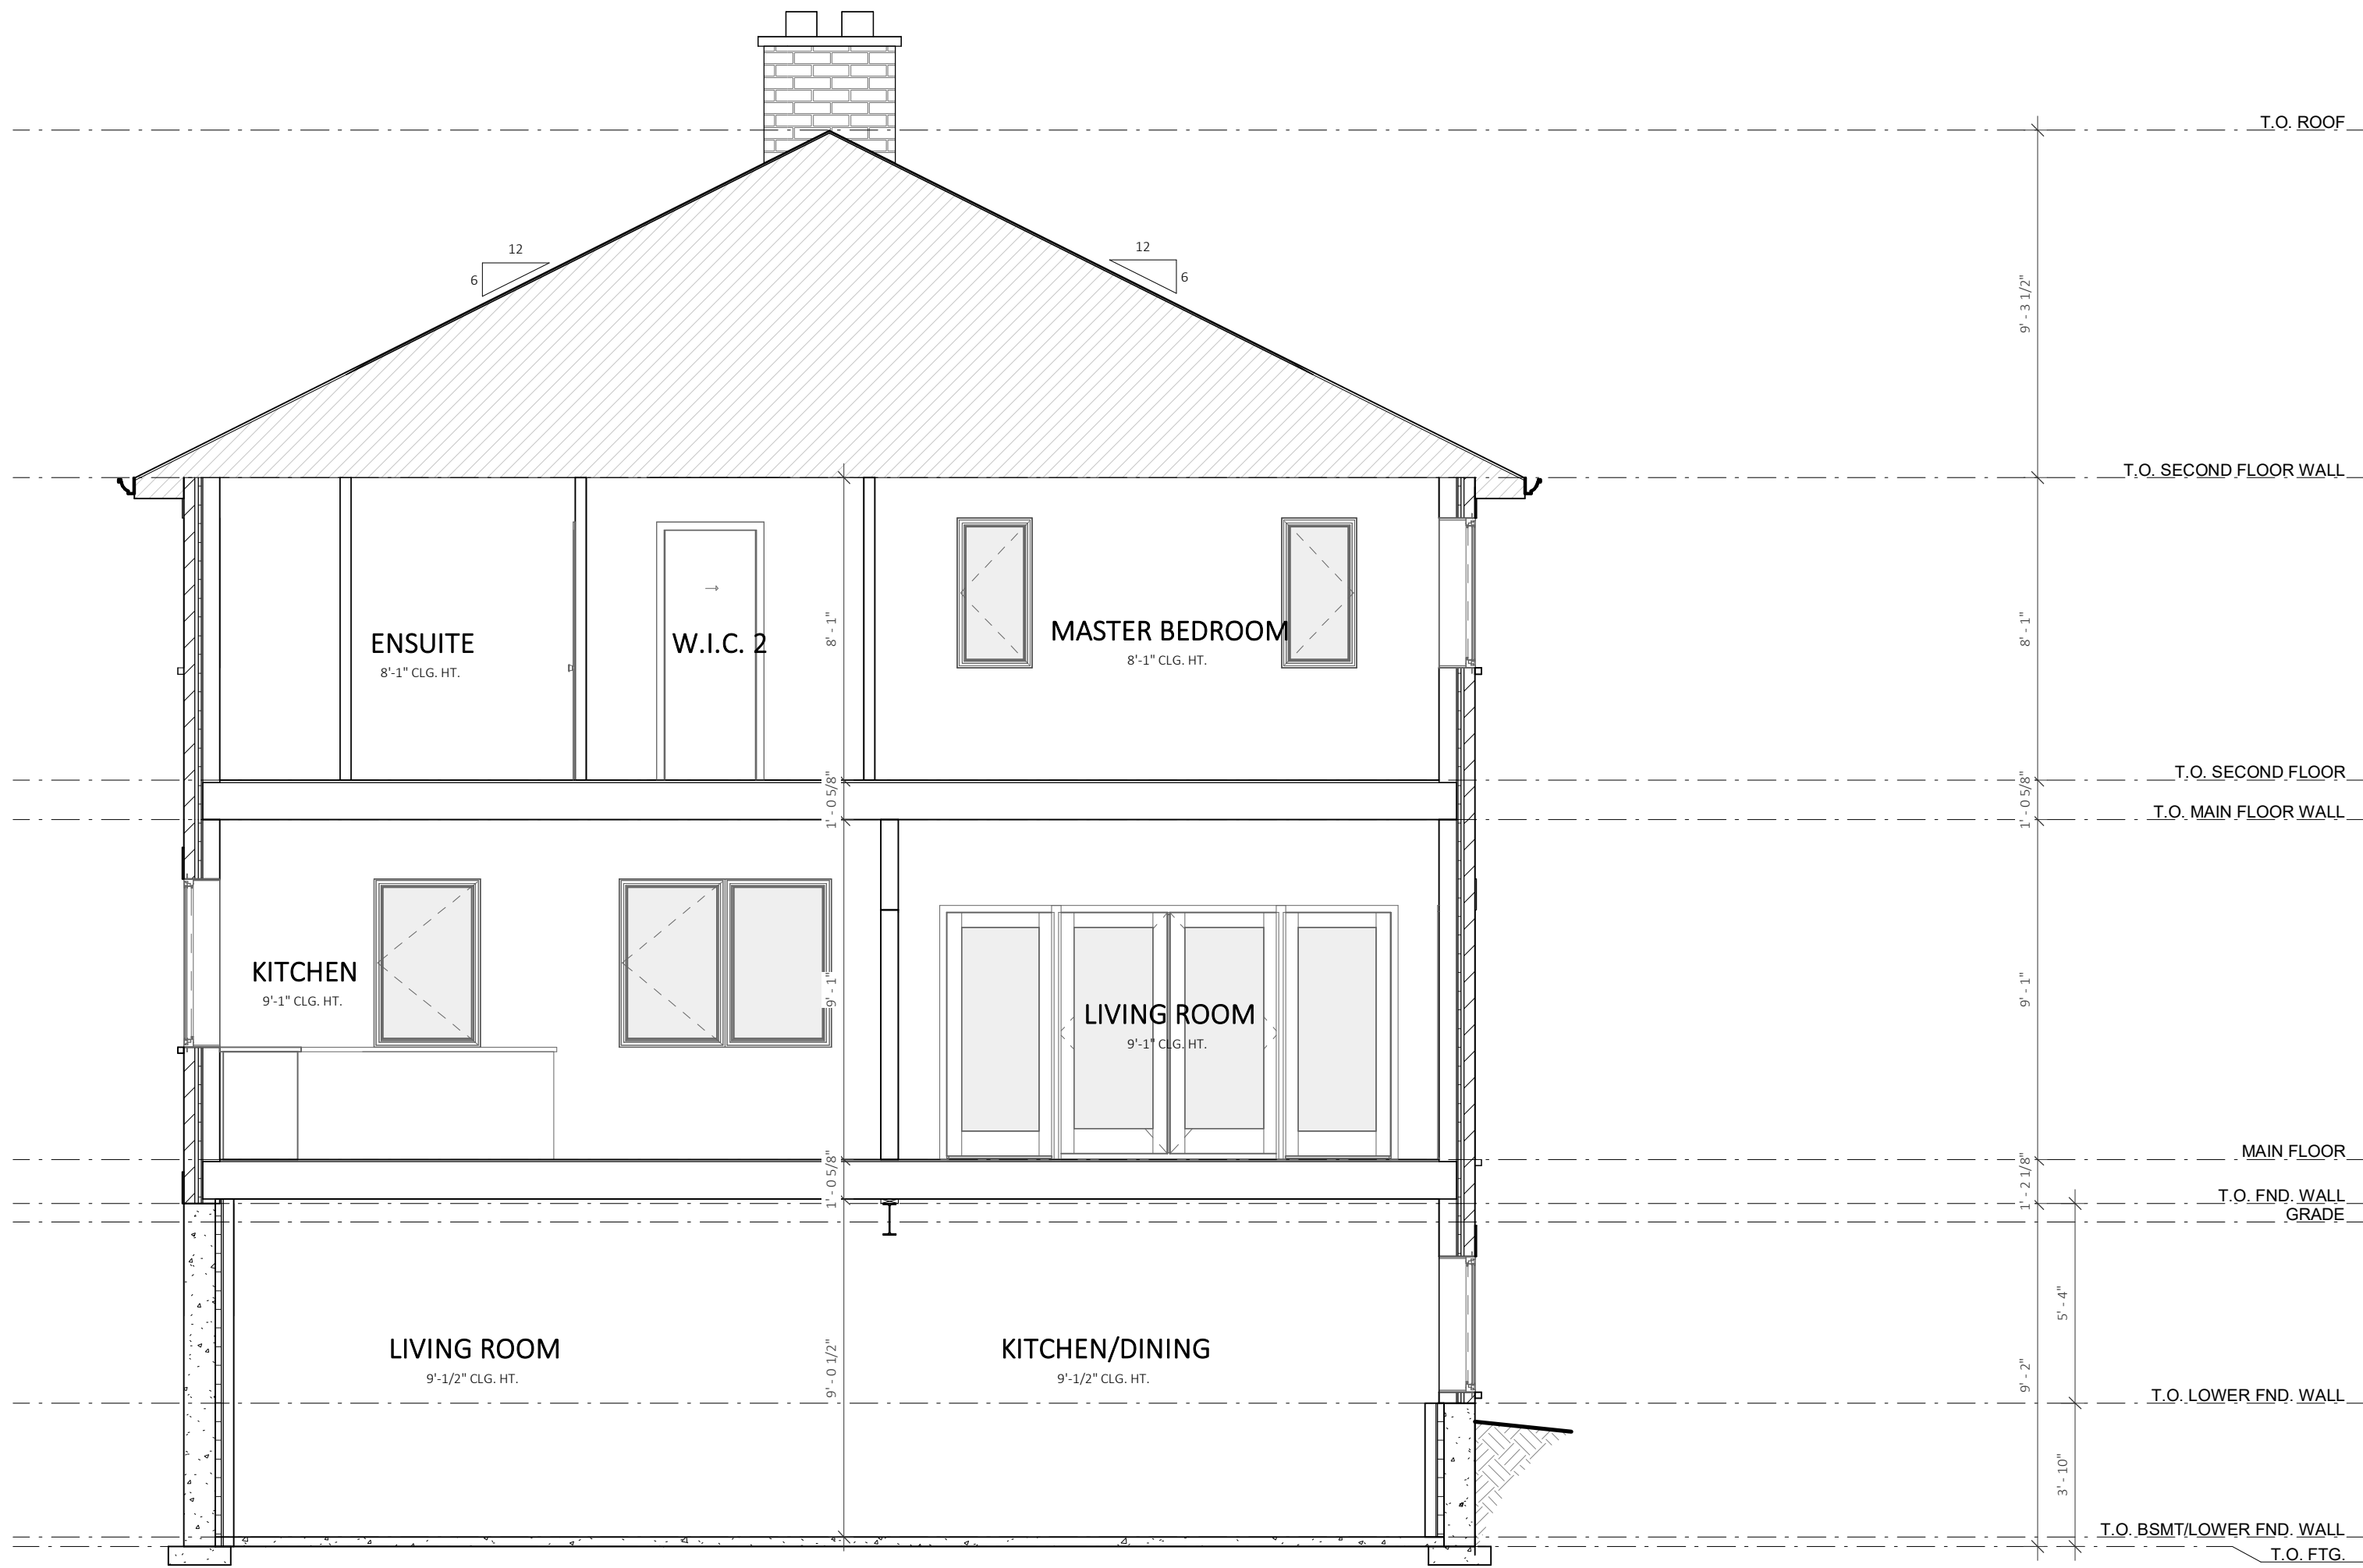 T.O. ROOF
12
6
12
6
9' - 3 1/2"
T.O. SECOND FLOOR WALL
ENSUITE
8'-1" CLG. HT.
W.I.C. 2
8' - 1"
MASTER BEDROOM
8'-1" CLG. HT.
8' - 1"
T.O. SECOND FLOOR
1' - 0 5/8"
1' - 0 5/8"
T.O. MAIN FLOOR WALL
KITCHEN
9'-1" CLG. HT.
9' - 1"
LIVING ROOM
9'-1" CLG. HT.
9' - 1"
MAIN FLOOR
1' - 0 5/8"
1' - 2 1/8"
T.O. FND. WALL
GRADE
5' - 4"
LIVING ROOM
9'-1/2" CLG. HT.
9' - 0 1/2"
KITCHEN/DINING
9'-1/2" CLG. HT.
9' - 2"
T.O. LOWER FND. WALL
3' - 10"
T.O. BSMT/LOWER FND. WALL
T.O. FTG.